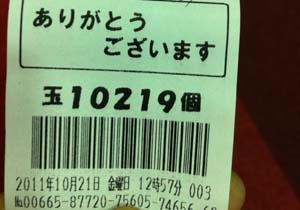 ありがとう
ございます
玉10219個
2011年10月21日 金曜日 12時57分 003
№00665-87720-75605-74656-